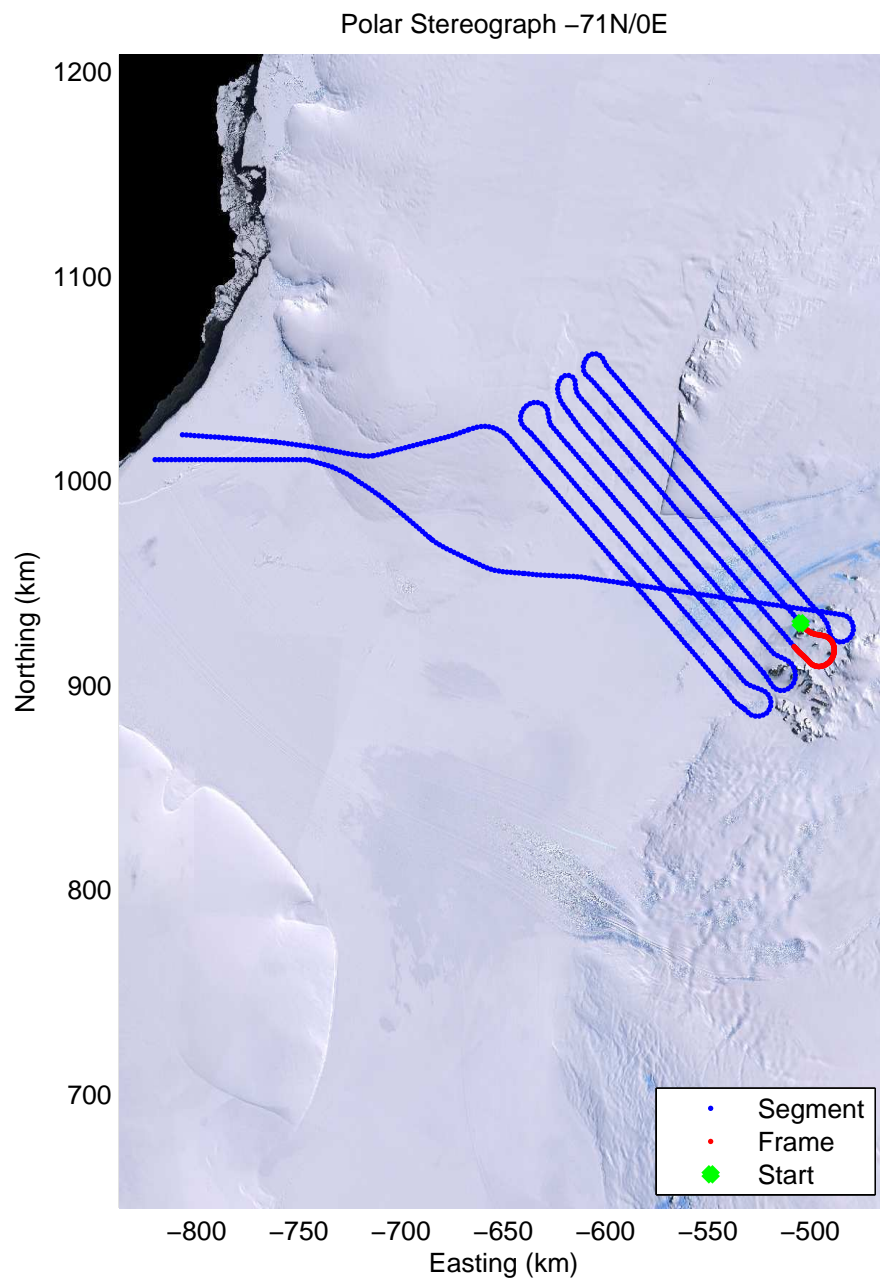 Polar Stereograph −71N/0E
1200
1100
1000
900
800
700
Northing (km)
−800 −750 −700 −650 −600 −550 −500
Easting (km)
Segment
Frame
Start